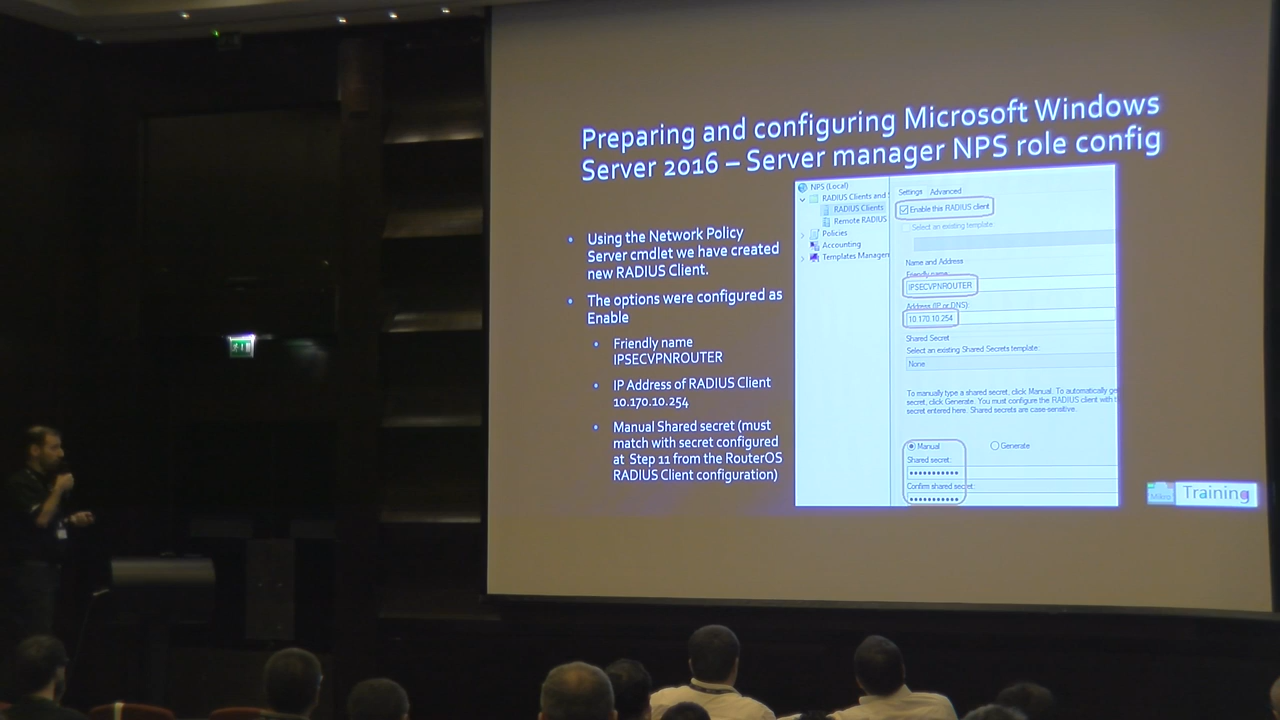 Preparing and configuring Microsoft Windows
Server 2016 – Server manager NPS role config
• Using the Network Policy
Server cmdlet we have created
new RADIUS Client.
• The options were configured as
Enable
• Friendly name
IPSECVPNROUTER
• IP Address of RADIUS Client
10.170.10.254
• Manual Shared secret (must
match with secret configured
at Step 11 from the RouterOS
RADIUS Client configuration)
NPS (Local)
RADIUS Clients and
RADIUS Clients
Remote RADIUS
Policies
Accounting
Templates Managem
Settings Advanced
Enable this RADIUS client
Select an existing template:
Name and Address
Friendly name:
IPSECVPNROUTER
Address (IP or DNS):
10.170.10.254
Shared Secret
Select an existing Shared Secrets template:
None
To manually type a shared secret, click Manual. To automatically ge
secret, click Generate. You must configure the RADIUS client with
secret entered here. Shared secrets are case-sensitive.
Manual Generate
Shared secret:
•••••••••••
Confirm shared secret:
•••••••••••
Mikro Training